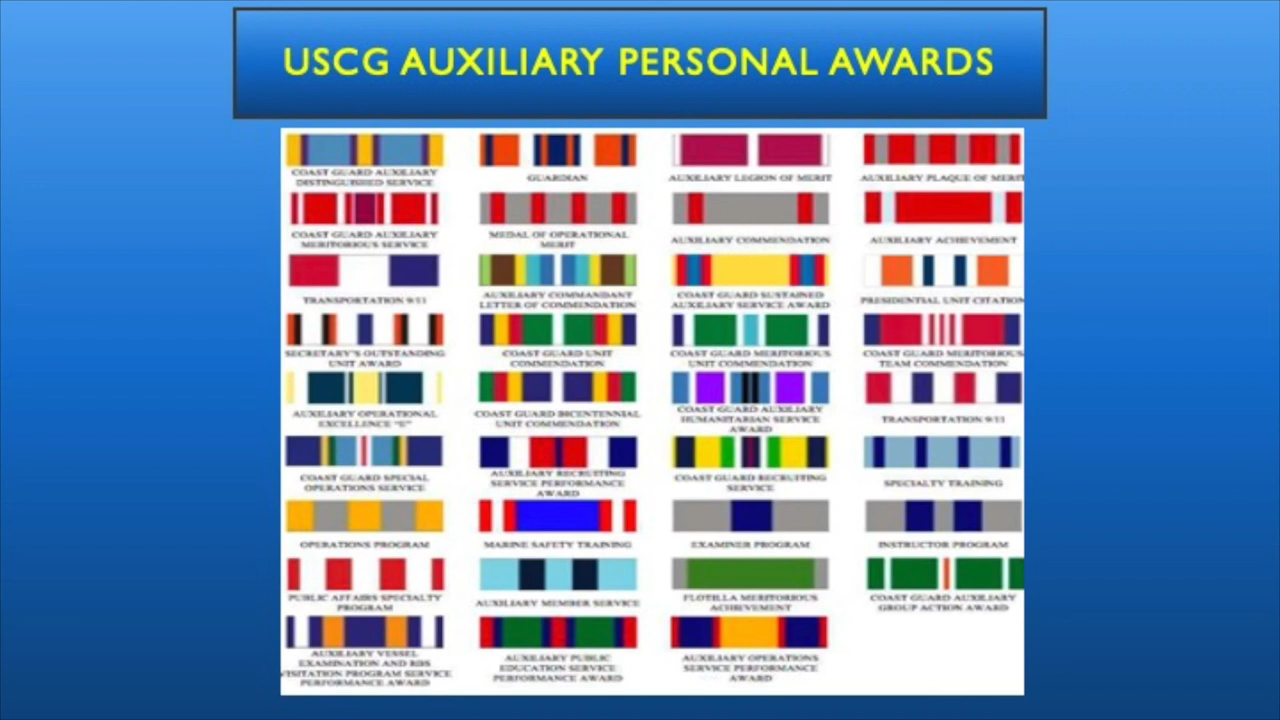 USCG AUXILIARY PERSONAL AWARDS
COAST GUARD AUXILIARY
DISTINGUISHED SERVICE
GUARDIAN
AUXILIARY LEGION OF MERIT
AUXILIARY PLAQUE OF MERIT
COAST GUARD AUXILIARY
MERITORIOUS SERVICE
MEDAL OF OPERATIONAL
MERIT
AUXILIARY COMMENDATION
AUXILIARY ACHIEVEMENT
TRANSPORTATION 9/11
AUXILIARY COMMANDANT
LETTER OF COMMENDATION
COAST GUARD SUSTAINED
AUXILIARY SERVICE AWARD
PRESIDENTIAL UNIT CITATION
SECRETARY'S OUTSTANDING
UNIT AWARD
COAST GUARD UNIT
COMMENDATION
COAST GUARD MERITORIOUS
UNIT COMMENDATION
COAST GUARD MERITORIOUS
TEAM COMMENDATION
AUXILIARY OPERATIONAL
EXCELLENCE "E"
COAST GUARD BICENTENNIAL
UNIT COMMENDATION
COAST GUARD AUXILIARY
HUMANITARIAN SERVICE
AWARD
TRANSPORTATION 9/11
COAST GUARD SPECIAL
OPERATIONS SERVICE
AUXILIARY RECRUITING
SERVICE PERFORMANCE
AWARD
COAST GUARD RECRUITING
SERVICE
SPECIALTY TRAINING
OPERATIONS PROGRAM
MARINE SAFETY TRAINING
EXAMINER PROGRAM
INSTRUCTOR PROGRAM
PUBLIC AFFAIRS SPECIALTY
PROGRAM
AUXILIARY MEMBER SERVICE
FLOTILLA MERITORIOUS
ACHIEVEMENT
COAST GUARD AUXILIARY
GROUP ACTION AWARD
AUXILIARY VESSEL
EXAMINATION AND RBS
VISITATION PROGRAM SERVICE
PERFORMANCE AWARD
AUXILIARY PUBLIC
EDUCATION SERVICE
PERFORMANCE AWARD
AUXILIARY OPERATIONS
SERVICE PERFORMANCE
AWARD